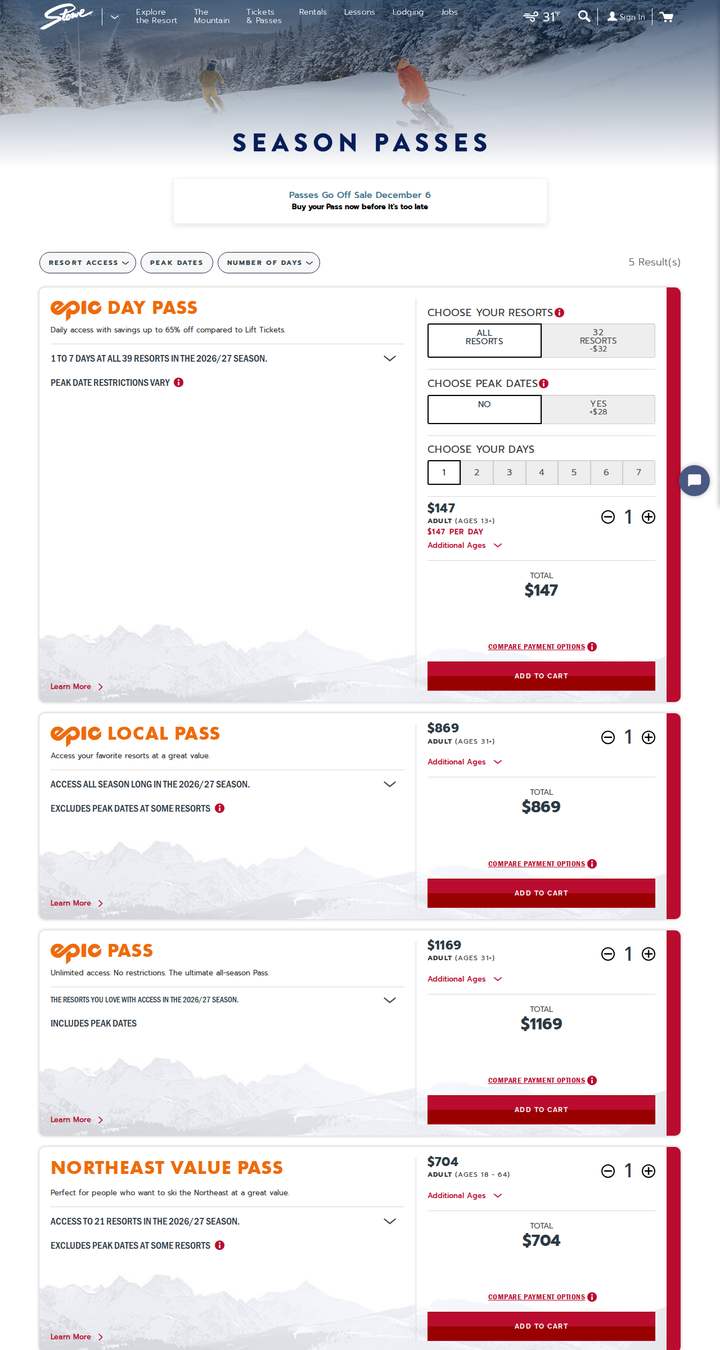 Stowe
Explore
the Resort
The
Mountain
Tickets
& Passes
Rentals
Lessons
Lodging
Jobs
31°
Sign In
SEASON PASSES
Passes Go Off Sale December 6
Buy your Pass now before it's too late
RESORT ACCESS
PEAK DATES
NUMBER OF DAYS
5 Result(s)
epic DAY PASS
Daily access with savings up to 65% off compared to Lift Tickets.
1 TO 7 DAYS AT ALL 39 RESORTS IN THE 2026/27 SEASON.
PEAK DATE RESTRICTIONS VARY
Learn More
CHOOSE YOUR RESORTS
ALL
RESORTS
32
RESORTS
-$32
CHOOSE PEAK DATES
NO
YES
+$28
CHOOSE YOUR DAYS
1 2 3 4 5 6 7
$147
ADULT (AGES 13+)
$147 PER DAY
Additional Ages
1
TOTAL
$147
COMPARE PAYMENT OPTIONS
ADD TO CART
epic LOCAL PASS
Access your favorite resorts at a great value.
ACCESS ALL SEASON LONG IN THE 2026/27 SEASON.
EXCLUDES PEAK DATES AT SOME RESORTS
Learn More
$869
ADULT (AGES 31+)
Additional Ages
1
TOTAL
$869
COMPARE PAYMENT OPTIONS
ADD TO CART
epic PASS
Unlimited access. No restrictions. The ultimate all-season Pass.
THE RESORTS YOU LOVE WITH ACCESS IN THE 2026/27 SEASON.
INCLUDES PEAK DATES
Learn More
$1169
ADULT (AGES 31+)
Additional Ages
1
TOTAL
$1169
COMPARE PAYMENT OPTIONS
ADD TO CART
NORTHEAST VALUE PASS
Perfect for people who want to ski the Northeast at a great value.
ACCESS TO 21 RESORTS IN THE 2026/27 SEASON.
EXCLUDES PEAK DATES AT SOME RESORTS
Learn More
$704
ADULT (AGES 18 - 64)
Additional Ages
1
TOTAL
$704
COMPARE PAYMENT OPTIONS
ADD TO CART